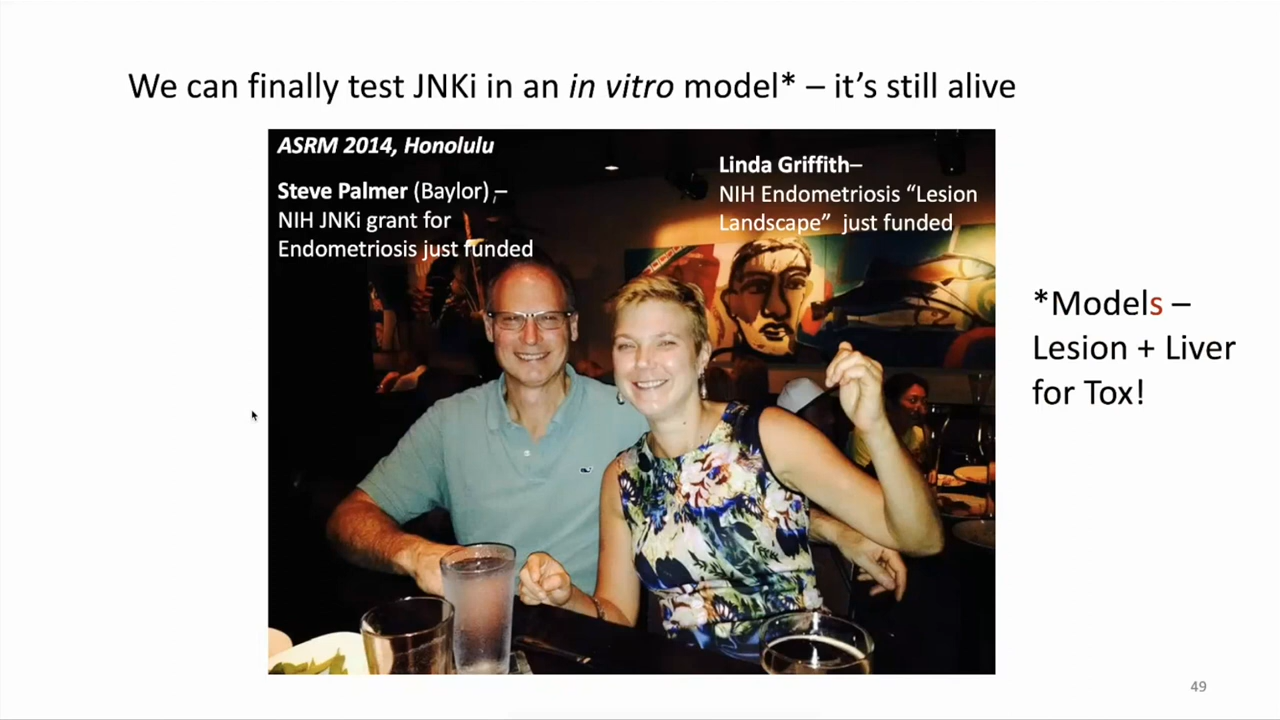 We can finally test JNKi in an in vitro model* – it's still alive
ASRM 2014, Honolulu
Steve Palmer (Baylor),–
NIH JNKi grant for
Endometriosis just funded
Linda Griffith–
NIH Endometriosis “Lesion
Landscape”  just funded
*Models –
Lesion + Liver
for Tox!
49